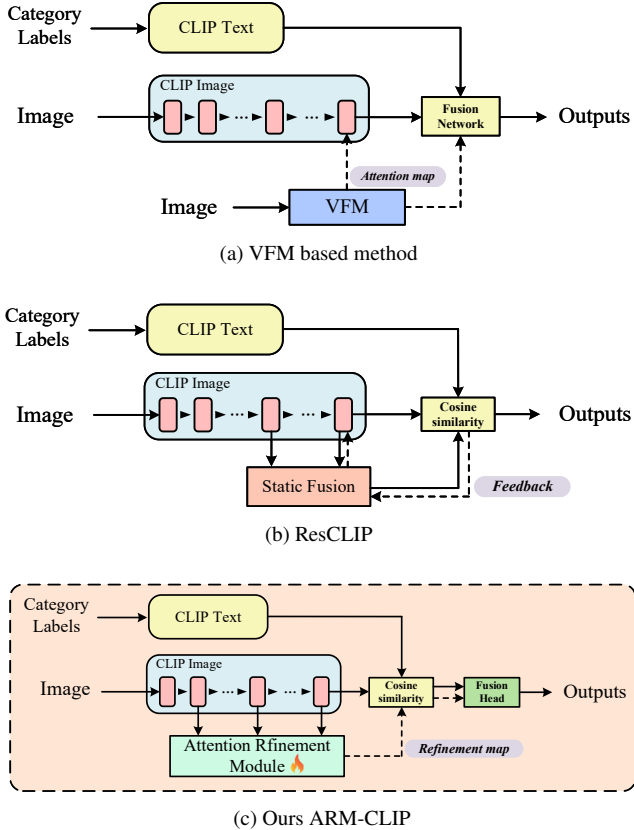 Category
Labels
CLIP Text
CLIP Image
Image
...
...
Fusion
Network
Outputs
Attention map
Image
VFM
(a) VFM based method
Category
Labels
CLIP Text
CLIP Image
Image
...
...
Cosine
similarity
Outputs
Static Fusion
Feedback
(b) ResCLIP
Category
Labels
CLIP Text
CLIP Image
Image
...
...
Cosine
similarity
Fusion
Head
Outputs
Attention Rfinement
Module
Refinement map
(c) Ours ARM-CLIP